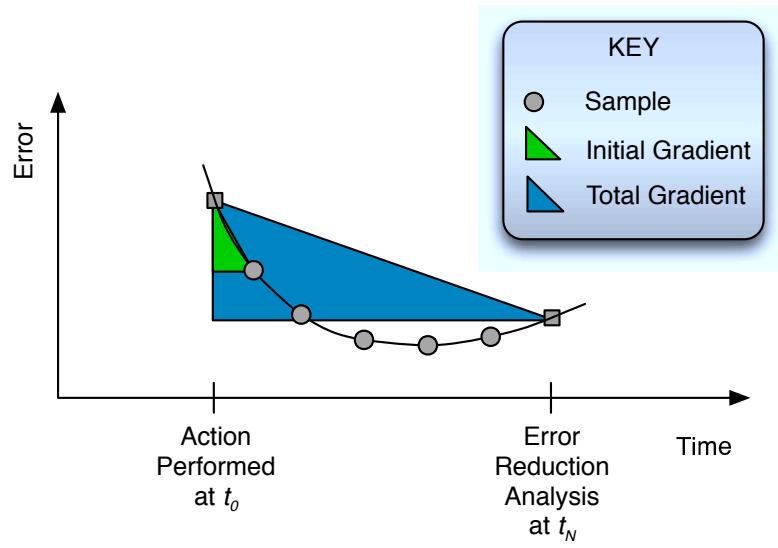 KEY
Sample
Initial Gradient
Total Gradient
Error
Action
Performed
at t0
Error
Reduction
Analysis
at tN
Time